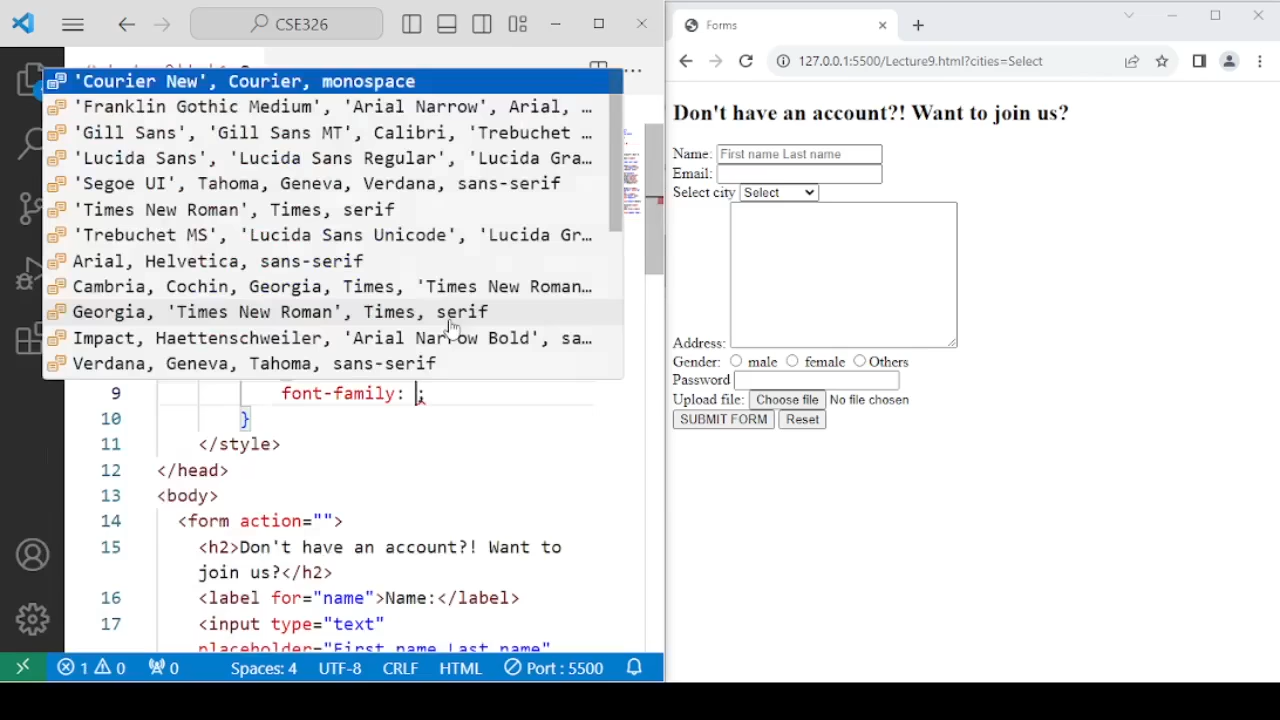 CSE326
'Courier New', Courier, monospace
'Franklin Gothic Medium', 'Arial Narrow', Arial, …
'Gill Sans', 'Gill Sans MT', Calibri, 'Trebuchet …
'Lucida Sans', 'Lucida Sans Regular', 'Lucida Gra…
'Segoe UI', Tahoma, Geneva, Verdana, sans-serif
'Times New Roman', Times, serif
'Trebuchet MS', 'Lucida Sans Unicode', 'Lucida Gr…
Arial, Helvetica, sans-serif
Cambria, Cochin, Georgia, Times, 'Times New Roman…
Georgia, 'Times New Roman', Times, serif
Impact, Haettenschweiler, 'Arial Narrow Bold', sa…
Verdana, Geneva, Tahoma, sans-serif
9 font-family: ;
10 }
11 </style>
12 </head>
13 <body>
14 <form action="">
15 <h2>Don't have an account?! Want to
join us?</h2>
16 <label for="name">Name:</label>
17 <input type="text"
placeholder="First name Last name"
1 0 0 Spaces: 4 UTF-8 CRLF HTML Port : 5500
Forms
127.0.0.1:5500/Lecture9.html?cities=Select
Don't have an account?! Want to join us?
Name: First name Last name
Email:
Select city Select
Address:
Gender: male female Others
Password
Upload file: Choose file No file chosen
SUBMIT FORM Reset